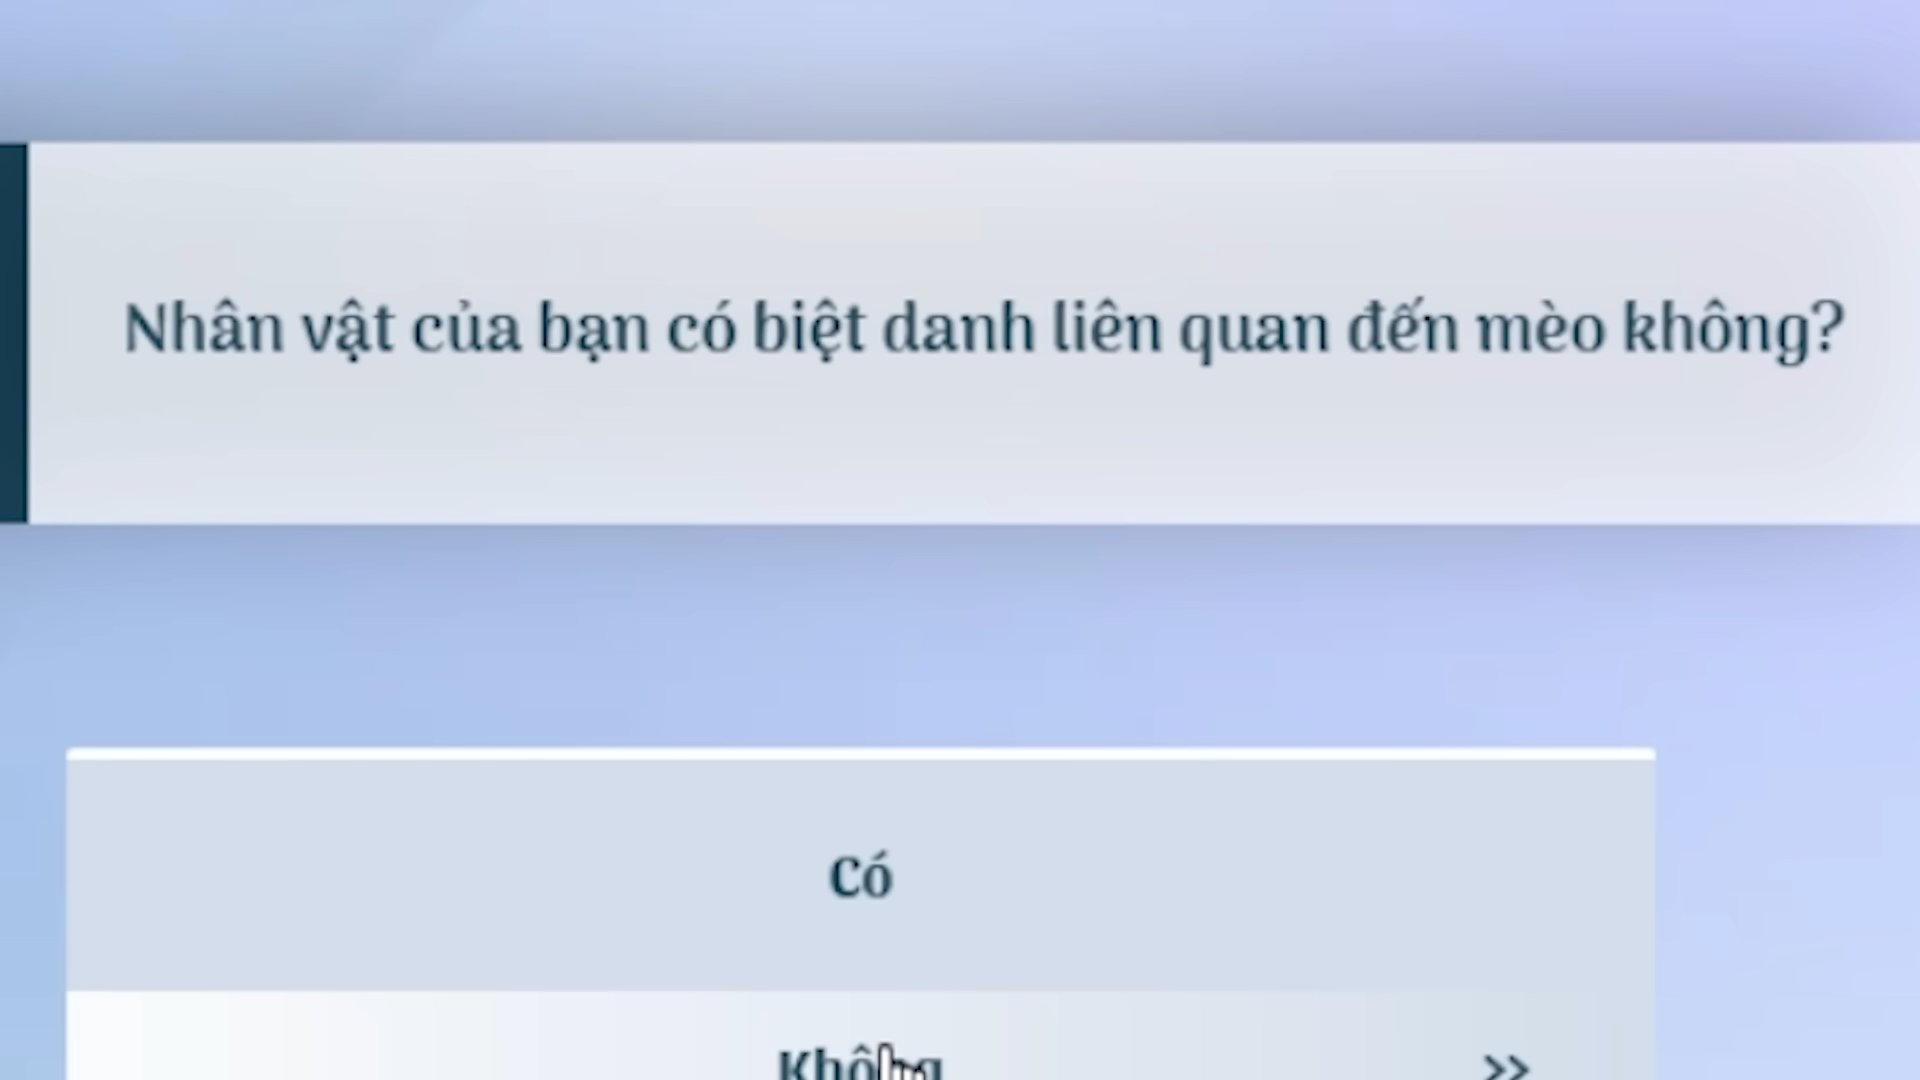 Nhân vật của bạn có biệt danh liên quan đến mèo không?
Có
Không
>>